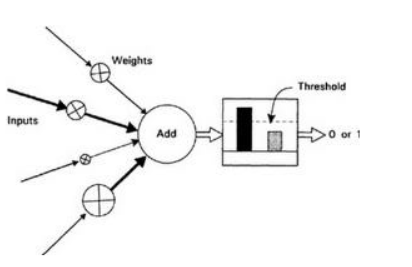 Weights
Threshold
Inputs
Add
0 or 1